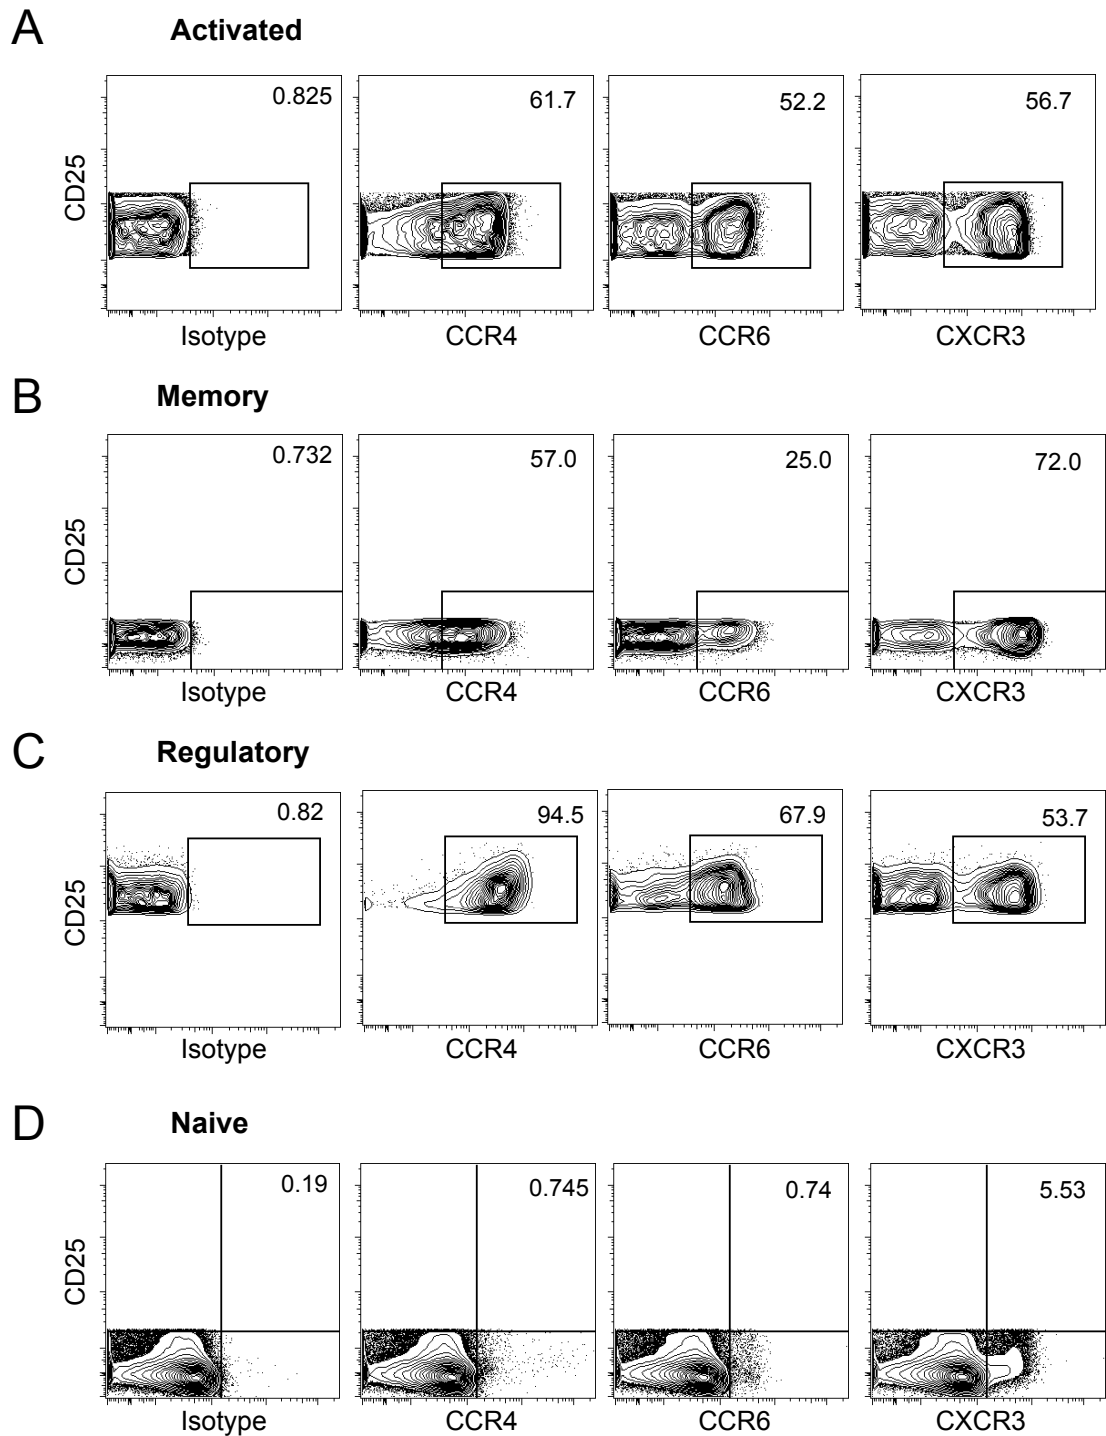 A Activated
0.825 61.7 52.2 56.7
CD25
Isotype CCR4 CCR6 CXCR3
B Memory
0.732 57.0 25.0 72.0
CD25
Isotype CCR4 CCR6 CXCR3
C Regulatory
0.82 94.5 67.9 53.7
CD25
Isotype CCR4 CCR6 CXCR3
D Naive
0.19 0.745 0.74 5.53
CD25
Isotype CCR4 CCR6 CXCR3